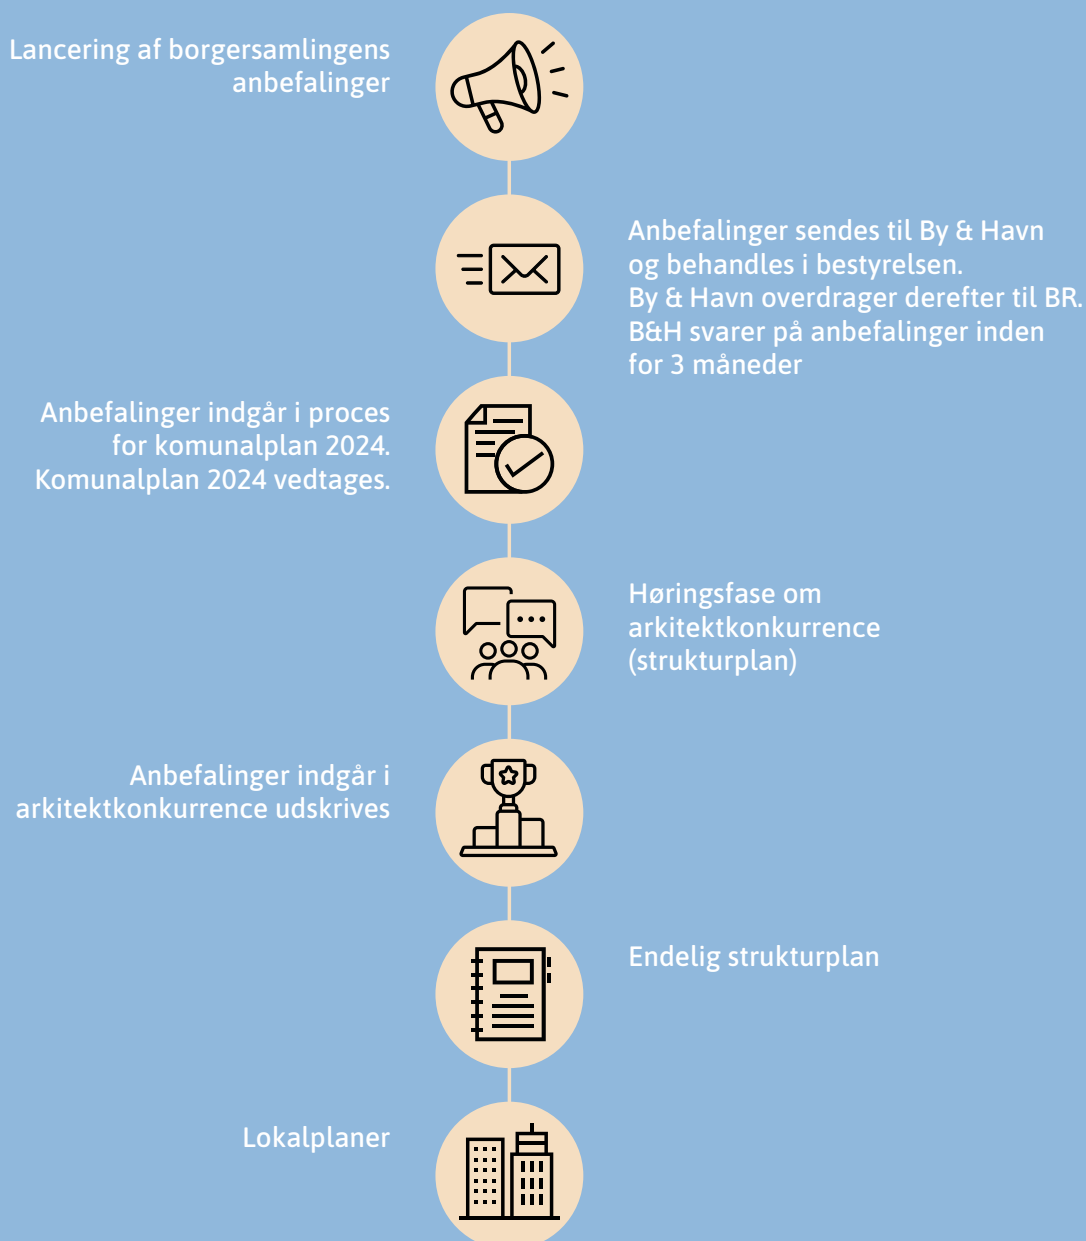 Lancering af borgersamlingens
anbefalinger
Anbefalinger sendes til By & Havn
og behandles i bestyrelsen.
By & Havn overdrager derefter til BR.
B&H svarer på anbefalinger inden
for 3 måneder
Anbefalinger indgår i proces
for komunalplan 2024.
Komunalplan 2024 vedtages.
Høringsfase om
arkitektkonkurrence
(strukturplan)
Anbefalinger indgår i
arkitektkonkurrence udskrives
Endelig strukturplan
Lokalplaner